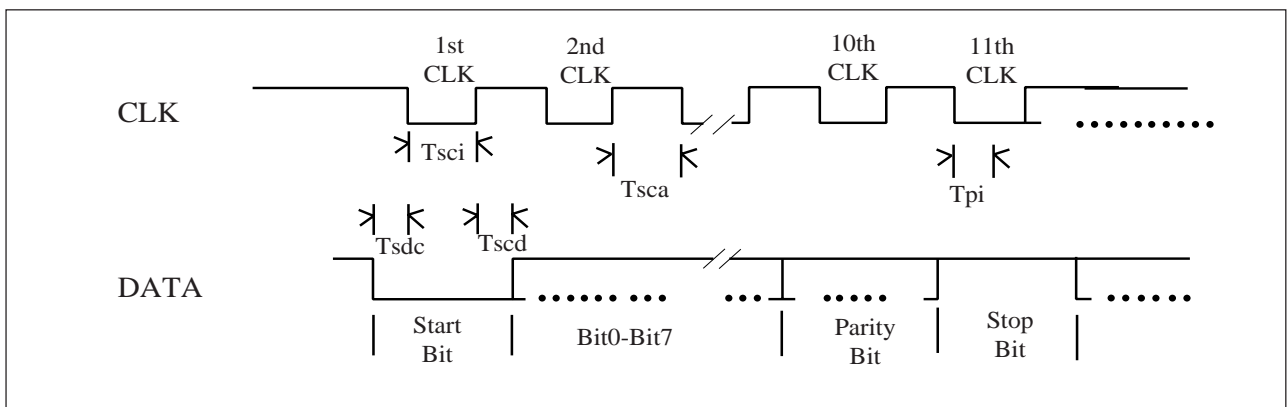 1st CLK
2nd CLK
10th CLK
11th CLK
CLK
Tsci
Tsca
Tpi
Tsdc
Tscd
DATA
Start Bit
Bit0-Bit7
Parity Bit
Stop Bit